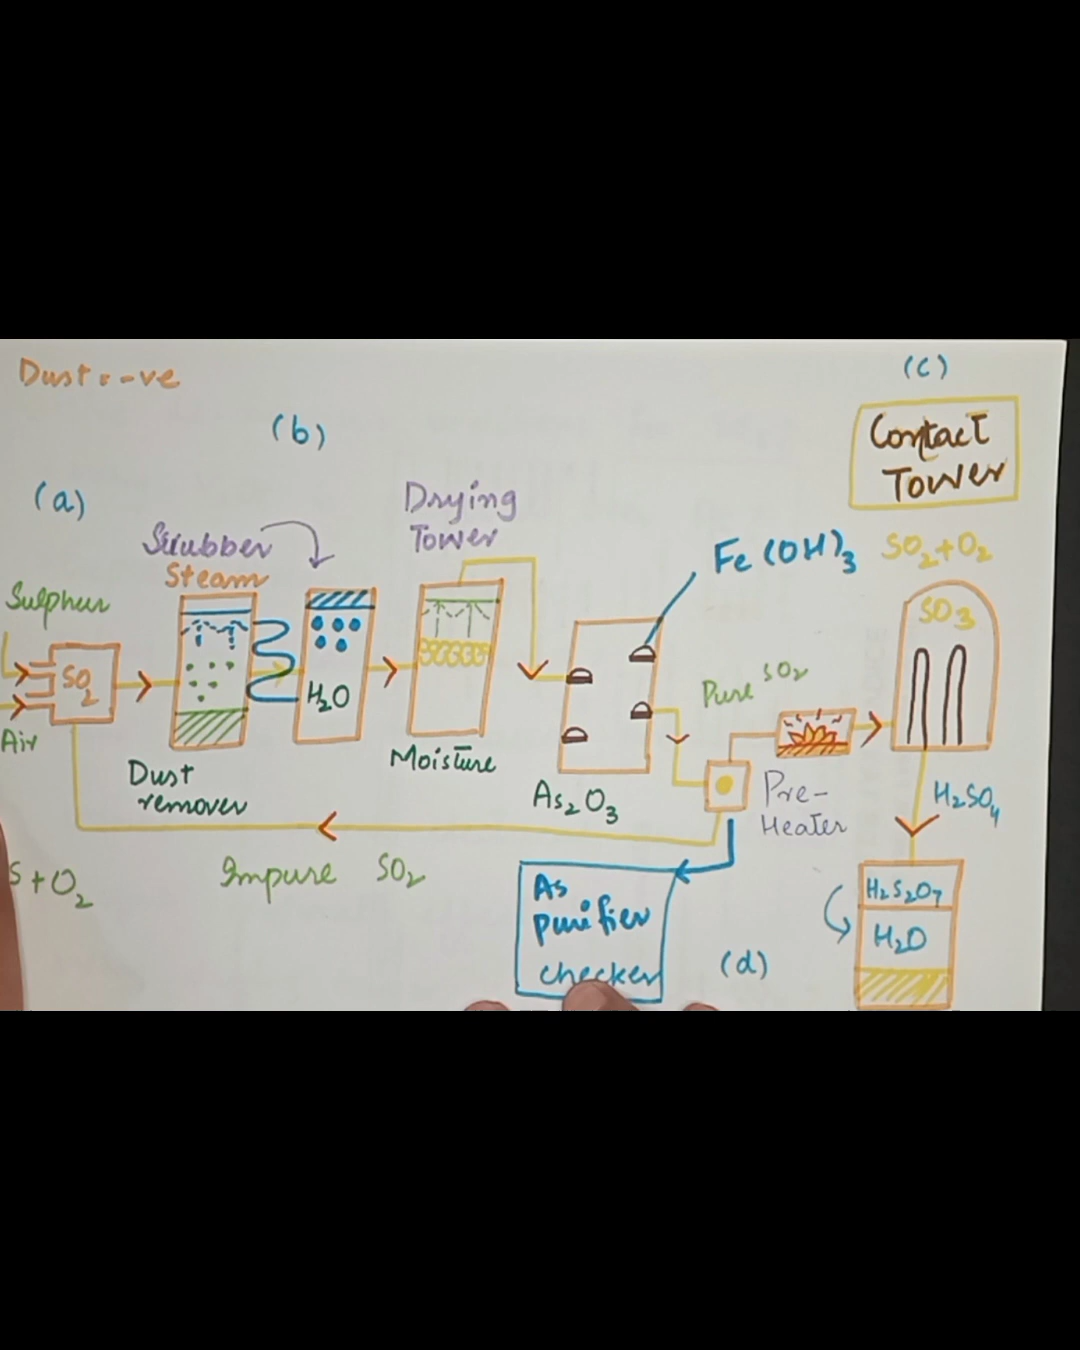 Dust : -ve
(c)
Contact
Tower
(b)
(a)
Drying
Tower
Scrubber
Steam
Fe(OH)₃
SO₂+O₂
Sulphur
SO₃
SO₂
H₂O
Pure SO₂
Air
Moisture
Dust
remover
As₂O₃
Pre-
Heater
H₂SO₄
S+O₂
Impure SO₂
As
purifier
checker
(d)
H₂S₂O₇
H₂O